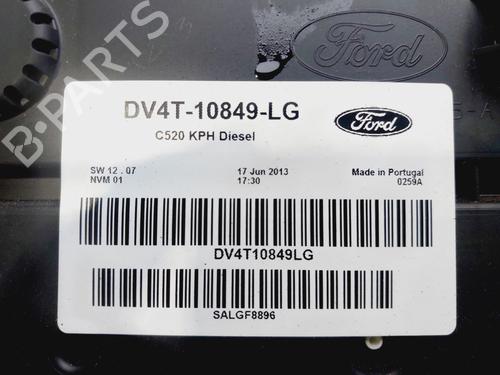 B-PARTS
Ford
DV4T-10849-LG
C520 KPH Diesel
Ford
SW 12 . 07
NVM 01
17 Jun 2013
17:30
Made in Portugal
0259A
DV4T10849LG
SALGF8896